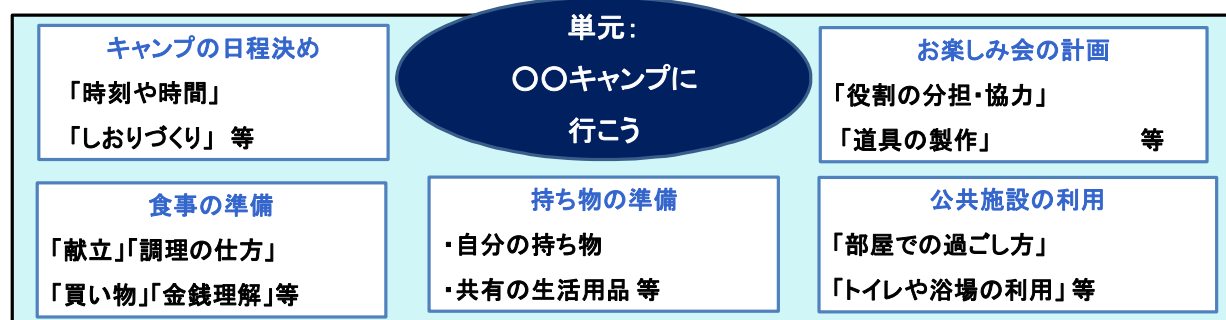 キャンプの日程決め
「時刻や時間」
「しおりづくり」 等
単元：
〇〇キャンプに
行こう
お楽しみ会の計画
「役割の分担・協力」
「道具の製作」 等
食事の準備
「献立」「調理の仕方」
「買い物」「金銭理解」等
持ち物の準備
・自分の持ち物
・共有の生活用品 等
公共施設の利用
「部屋での過ごし方」
「トイレや浴場の利用」等